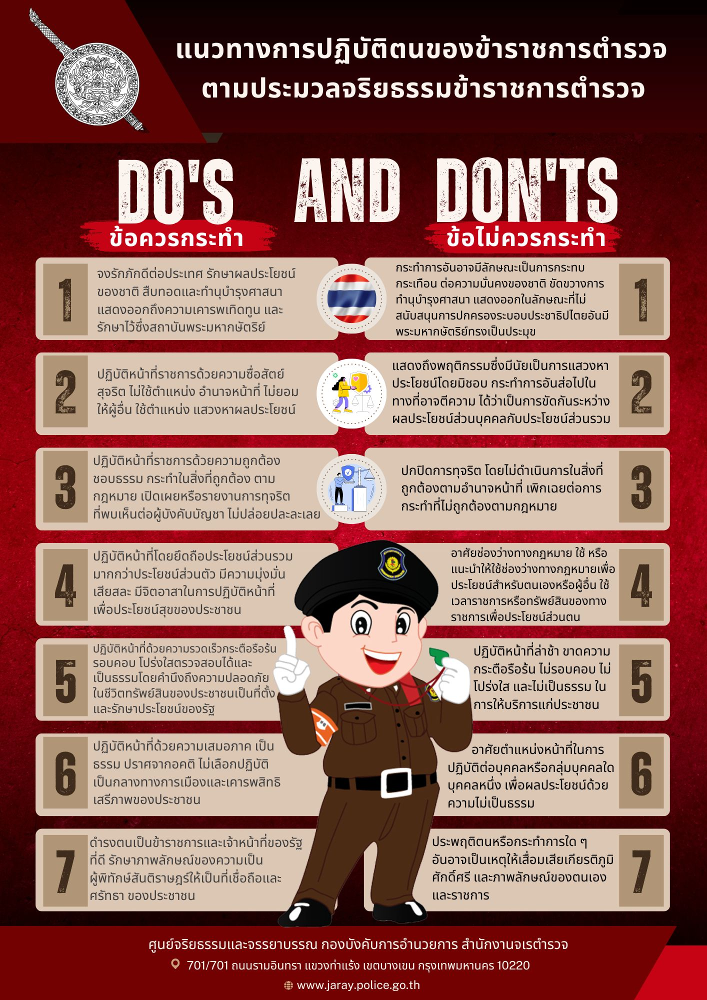 แนวทางการปฏิบัติตนของข้าราชการตำรวจ
ตามประมวลจริยธรรมข้าราชการตำรวจ
DO'S AND DON'TS
ข้อควรกระทำ
ข้อไม่ควรกระทำ
1
จงรักภักดีต่อประเทศ รักษาผลประโยชน์
ของชาติ สืบทอดและทำนุบำรุงศาสนา
แสดงออกถึงความเคารพเทิดทูน และ
รักษาไว้ซึ่งสถาบันพระมหากษัตริย์
กระทำการอันอาจมีลักษณะเป็นการกระทบ
กระเทือน ต่อความมั่นคงของชาติ ขัดขวางการ
ทำนุบำรุงศาสนา แสดงออกในลักษณะที่ไม่
สนับสนุนการปกครองระบอบประชาธิปไตยอันมี
พระมหากษัตริย์ทรงเป็นประมุข
1
2
ปฏิบัติหน้าที่ราชการด้วยความซื่อสัตย์
สุจริต ไม่ใช้ตำแหน่ง อำนาจหน้าที่ ไม่ยอม
ให้ผู้อื่น ใช้ตำแหน่ง แสวงหาผลประโยชน์
แสดงถึงพฤติกรรมซึ่งมีนัยเป็นการแสวงหา
ประโยชน์โดยมิชอบ กระทำการอันส่อไปใน
ทางที่อาจตีความ ได้ว่าเป็นการขัดกันระหว่าง
ผลประโยชน์ส่วนบุคคลกับประโยชน์ส่วนรวม
2
3
ปฏิบัติหน้าที่ราชการด้วยความถูกต้อง
ชอบธรรม กระทำในสิ่งที่ถูกต้อง ตาม
กฎหมาย เปิดเผยหรือรายงานการทุจริต
ที่พบเห็นต่อผู้บังคับบัญชา ไม่ปล่อยปละละเลย
ปกปิดการทุจริต โดยไม่ดำเนินการในสิ่งที่
ถูกต้องตามอำนาจหน้าที่ เพิกเฉยต่อการ
กระทำที่ไม่ถูกต้องตามกฎหมาย
3
4
ปฏิบัติหน้าที่โดยยึดถือประโยชน์ส่วนรวม
มากกว่าประโยชน์ส่วนตัว มีความมุ่งมั่น
เสียสละ มีจิตอาสาในการปฏิบัติหน้าที่
เพื่อประโยชน์สุขของประชาชน
อาศัยช่องว่างทางกฎหมาย ใช้ หรือ
แนะนำให้ใช้ช่องว่างทางกฎหมายเพื่อ
ประโยชน์สำหรับตนเองหรือผู้อื่น ใช้
เวลาราชการหรือทรัพย์สินของทาง
ราชการเพื่อประโยชน์ส่วนตน
4
5
ปฏิบัติหน้าที่ด้วยความรวดเร็วกระตือรือร้น
รอบคอบ โปร่งใสตรวจสอบได้และ
เป็นธรรมโดยคำนึงถึงความปลอดภัย
ในชีวิตทรัพย์สินของประชาชนเป็นที่ตั้ง
และรักษาประโยชน์ของรัฐ
ปฏิบัติหน้าที่ล่าช้า ขาดความ
กระตือรือร้น ไม่รอบคอบ ไม่
โปร่งใส และไม่เป็นธรรม ใน
การให้บริการแก่ประชาชน
5
6
ปฏิบัติหน้าที่ด้วยความเสมอภาค เป็น
ธรรม ปราศจากอคติ ไม่เลือกปฏิบัติ
เป็นกลางทางการเมืองและเคารพสิทธิ
เสรีภาพของประชาชน
อาศัยตำแหน่งหน้าที่ในการ
ปฏิบัติต่อบุคคลหรือกลุ่มบุคคลใด
บุคคลหนึ่ง เพื่อผลประโยชน์ด้วย
ความไม่เป็นธรรม
6
7
ดำรงตนเป็นข้าราชการและเจ้าหน้าที่ของรัฐ
ที่ดี รักษาภาพลักษณ์ของความเป็น
ผู้พิทักษ์สันติราษฎร์ให้เป็นที่เชื่อถือและ
ศรัทธา ของประชาชน
ประพฤติตนหรือกระทำการใด ๆ
อันอาจเป็นเหตุให้เสื่อมเสียเกียรติภูมิ
ศักดิ์ศรี และภาพลักษณ์ของตนเอง
และราชการ
7
ศูนย์จริยธรรมและจรรยาบรรณ กองบังคับการอำนวยการ สำนักงานจเรตำรวจ
701/701 ถนนรามอินทรา แขวงท่าแร้ง เขตบางเขน กรุงเทพมหานคร 10220
www.jaray.police.go.th